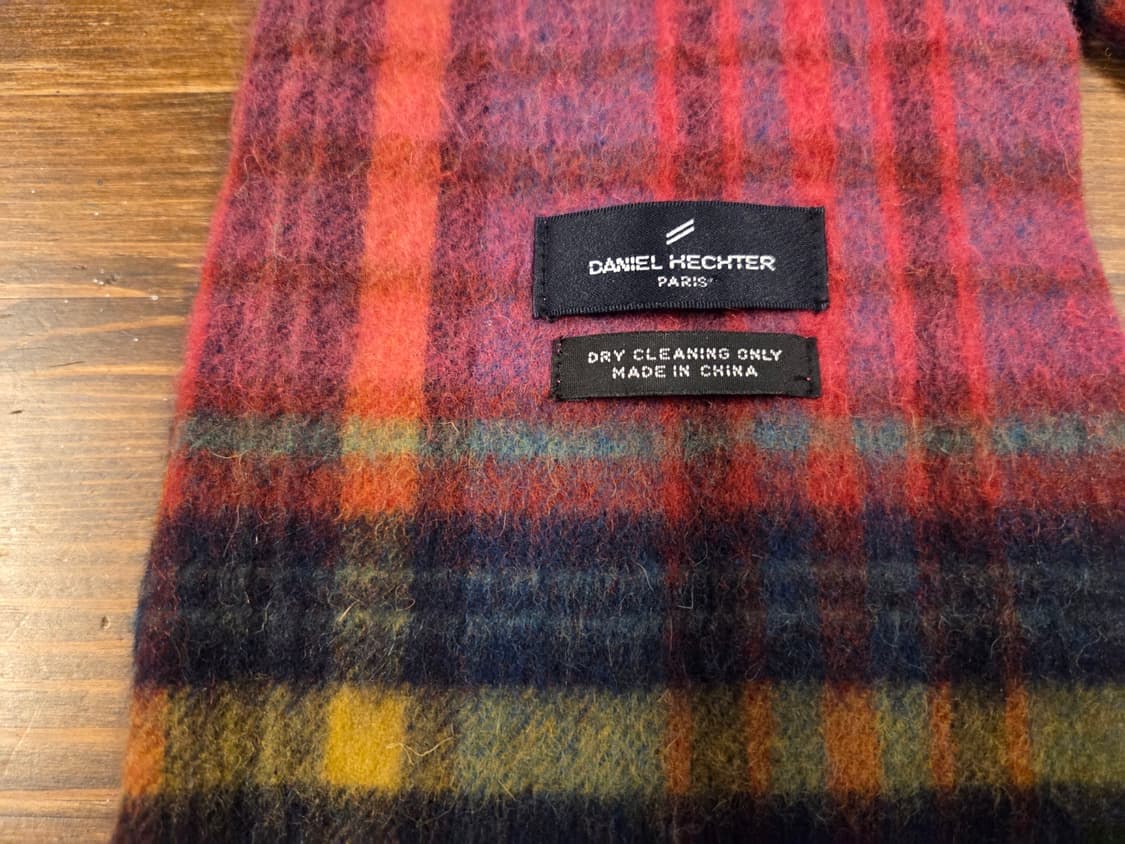 DANIEL HECHTER
PARIS
DRY CLEANING ONLY
MADE IN CHINA